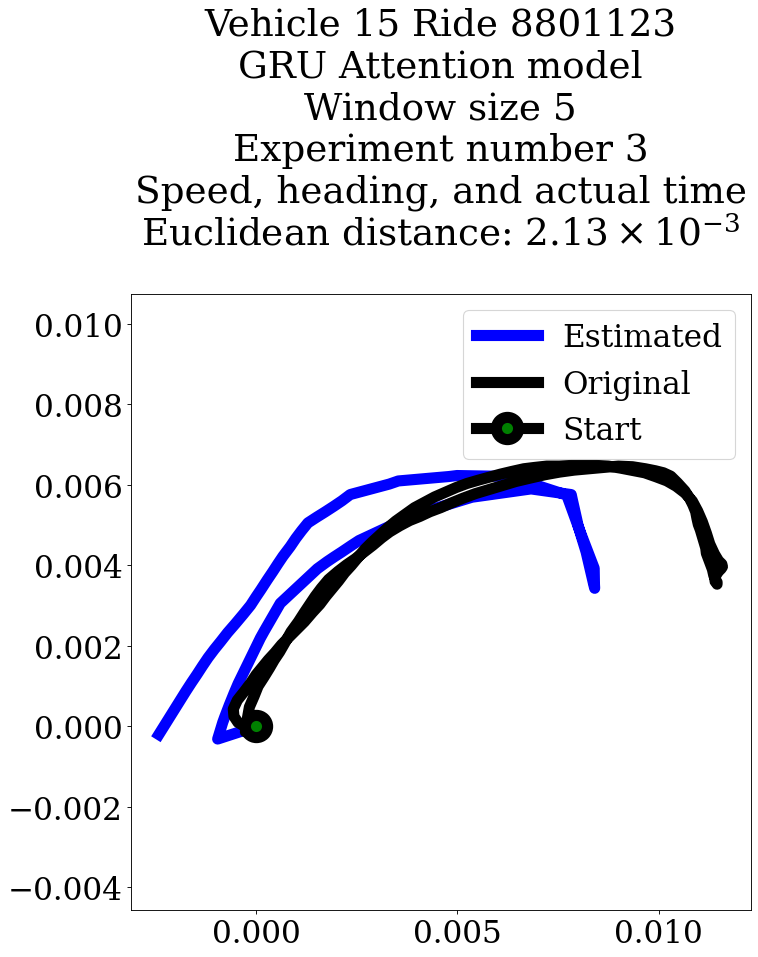 Vehicle 15 Ride 8801123
GRU Attention model
Window size 5
Experiment number 3
Speed, heading, and actual time
Euclidean distance: 2.13 × 10⁻³
Estimated
Original
Start
0.010
0.008
0.006
0.004
0.002
0.000
−0.002
−0.004
0.000 0.005 0.010